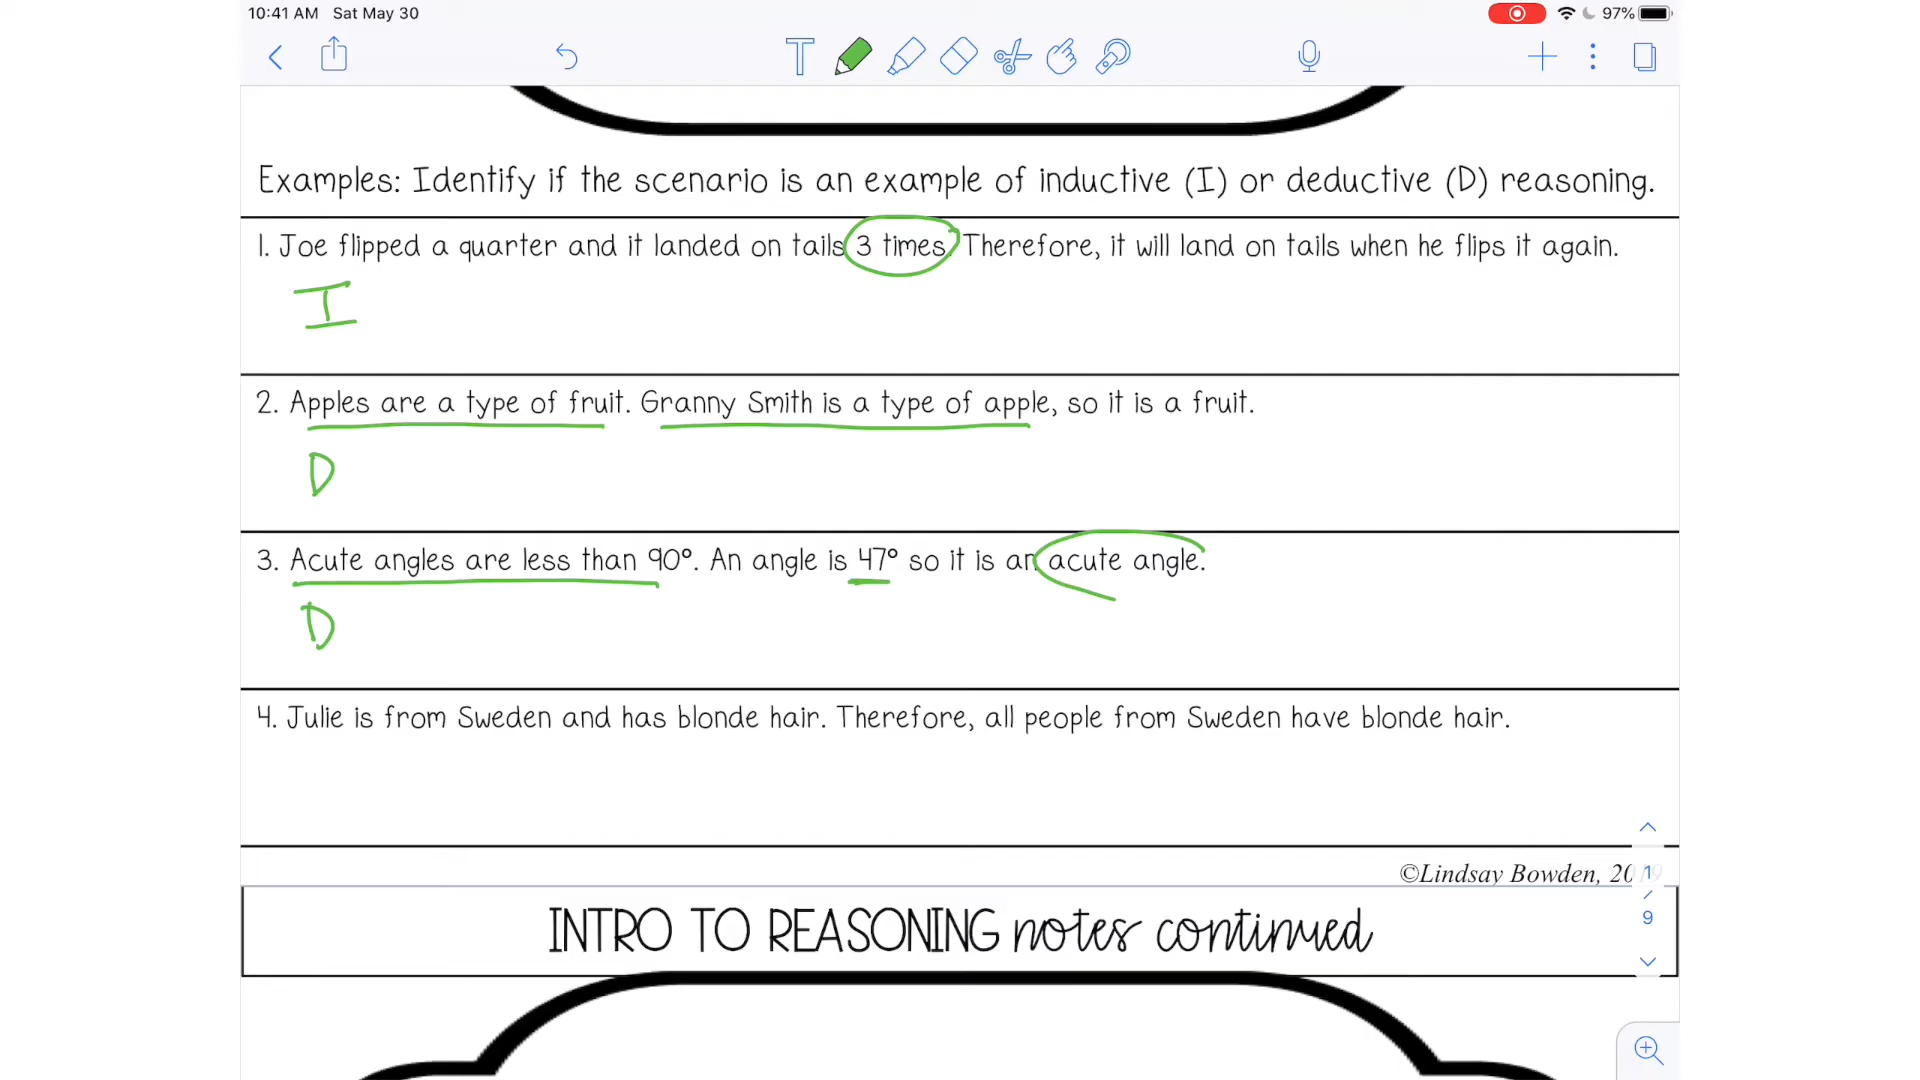 10:41 AM Sat May 30
97%
Examples: Identify if the scenario is an example of inductive (I) or deductive (D) reasoning.
1. Joe flipped a quarter and it landed on tails 3 times. Therefore, it will land on tails when he flips it again.
I
2. Apples are a type of fruit. Granny Smith is a type of apple, so it is a fruit.
D
3. Acute angles are less than 90°. An angle is 47° so it is an acute angle.
D
4. Julie is from Sweden and has blonde hair. Therefore, all people from Sweden have blonde hair.
©Lindsay Bowden, 2019
1
/
9
INTRO TO REASONING notes continued